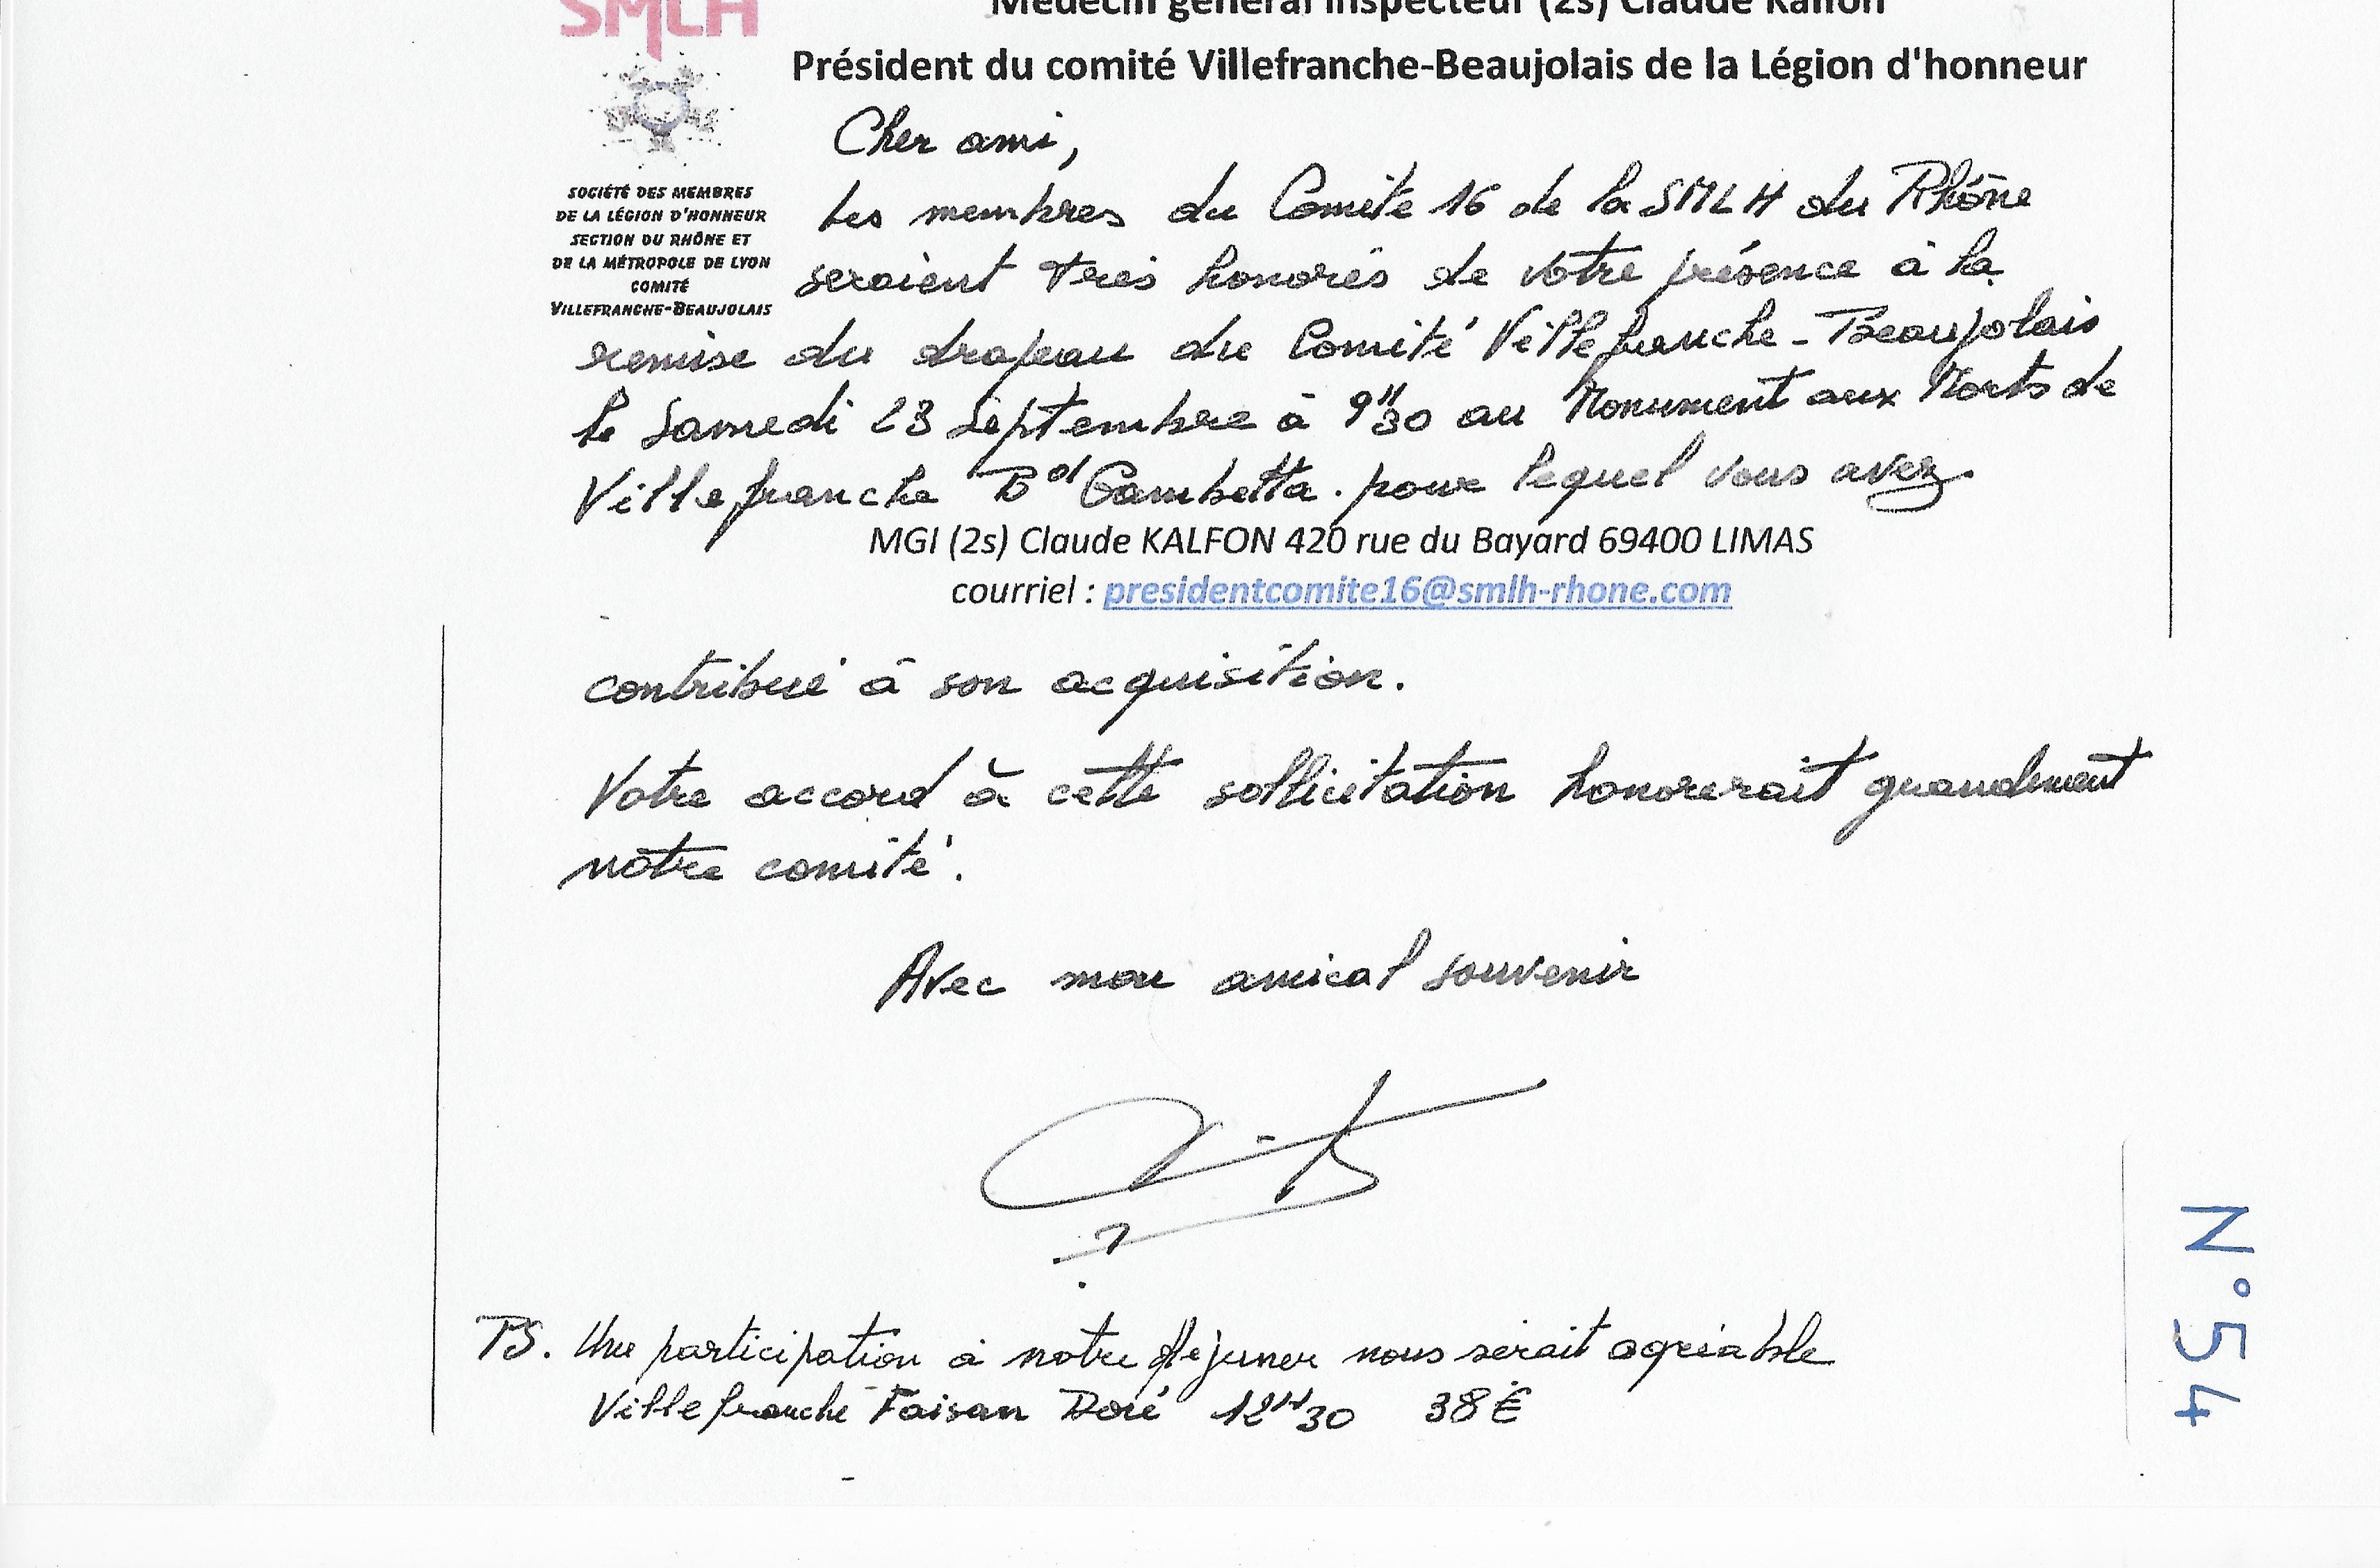 SMLH
Médecin général inspecteur (2s) Claude Kalfon
Président du comité Villefranche-Beaujolais de la Légion d'honneur
SOCIÉTÉ DES MEMBRES
DE LA LÉGION D'HONNEUR
SECTION DU RHÔNE ET
DE LA MÉTROPOLE DE LYON
COMITÉ
VILLEFRANCHE-BEAUJOLAIS
Cher ami,
Les membres du Comité 16 de la SMLH du Rhône
seraient très honorés de votre présence à la
remise du drapeau du Comité Villefranche-Beaujolais
le Samedi 23 Septembre à 9H30 au Monument aux Morts de
Villefranche Bd Gambetta. pour lequel vous avez
MGI (2s) Claude KALFON 420 rue du Bayard 69400 LIMAS
courriel : presidentcomite16@smlh-rhone.com
contribué à son acquisition.
Votre accord à cette sollicitation honorerait grandement
notre comité.
Avec mon amical souvenir
PS. Une participation à notre déjeuner nous serait agréable
Villefranche Faisan Doré 12H30 38€
N°54